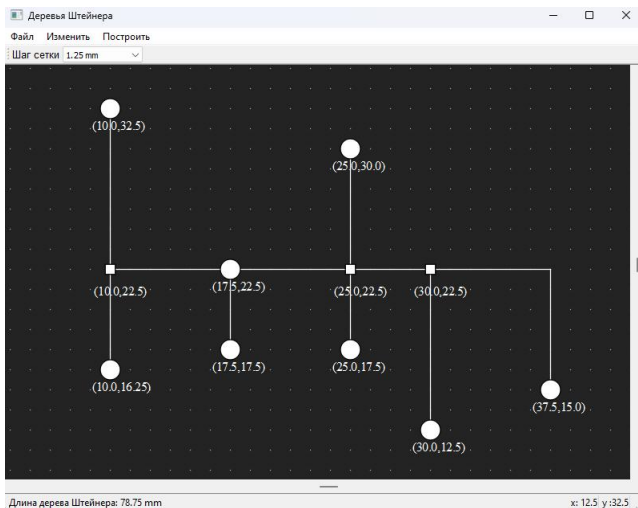 Деревья Штейнера
Файл Изменить Построить
Шаг сетки 1.25 mm
(10.0,32.5)
(25.0,30.0)
(10.0,22.5)
(17.5,22.5)
(25.0,22.5)
(30.0,22.5)
(17.5,17.5)
(25.0,17.5)
(10.0,16.25)
(37.5,15.0)
(30.0,12.5)
Длина дерева Штейнера: 78.75 mm
x: 12.5 y :32.5